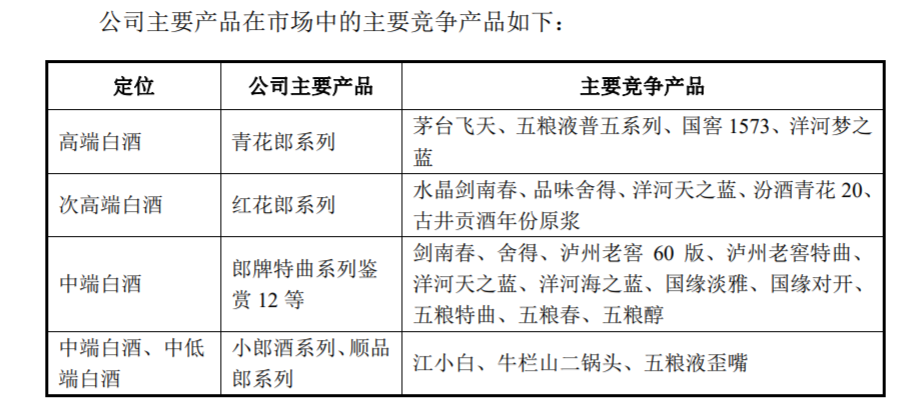 公司主要产品在市场中的主要竞争产品如下：
定位 公司主要产品 主要竞争产品
高端白酒 青花郎系列 茅台飞天、五粮液普五系列、国窖 1573、洋河梦之
蓝
次高端白酒 红花郎系列 水晶剑南春、品味舍得、洋河天之蓝、汾酒青花 20、
古井贡酒年份原浆
中端白酒 郎牌特曲系列鉴
赏 12 等
剑南春、舍得、泸州老窖 60 版、泸州老窖特曲、
洋河天之蓝、洋河海之蓝、国缘淡雅、国缘对开、
五粮特曲、五粮春、五粮醇
中端白酒、中低
端白酒
小郎酒系列、顺品
郎系列
江小白、牛栏山二锅头、五粮液歪嘴